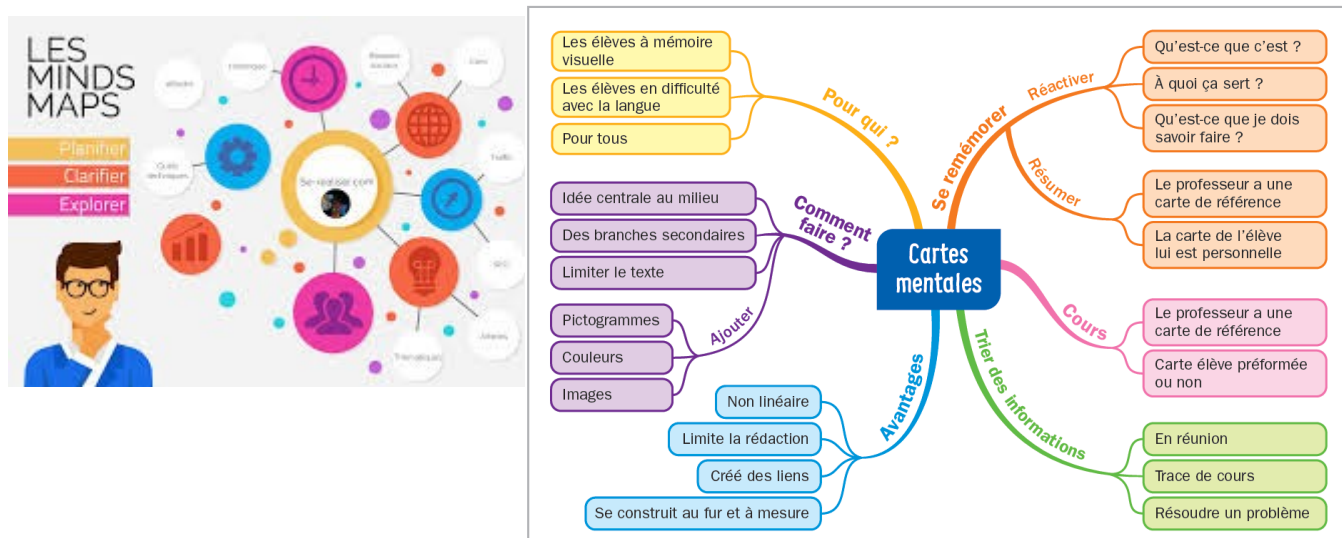 LES
MINDS
MAPS
Planifier
Clarifier
Explorer
Se-realiser.com
Les élèves à mémoire
visuelle
Les élèves en difficulté
avec la langue
Pour tous
Pour qui ?
Idée centrale au milieu
Des branches secondaires
Limiter le texte
Comment
faire ?
Pictogrammes
Couleurs
Images
Ajouter
Non linéaire
Limite la rédaction
Créé des liens
Se construit au fur et à mesure
Avantages
Cartes
mentales
Se remémorer
Réactiver
Qu'est-ce que c'est ?
À quoi ça sert ?
Qu'est-ce que je dois
savoir faire ?
Résumer
Le professeur a une
carte de référence
La carte de l'élève
lui est personnelle
Cours
Le professeur a une
carte de référence
Carte élève préformée
ou non
Trier des informations
En réunion
Trace de cours
Résoudre un problème